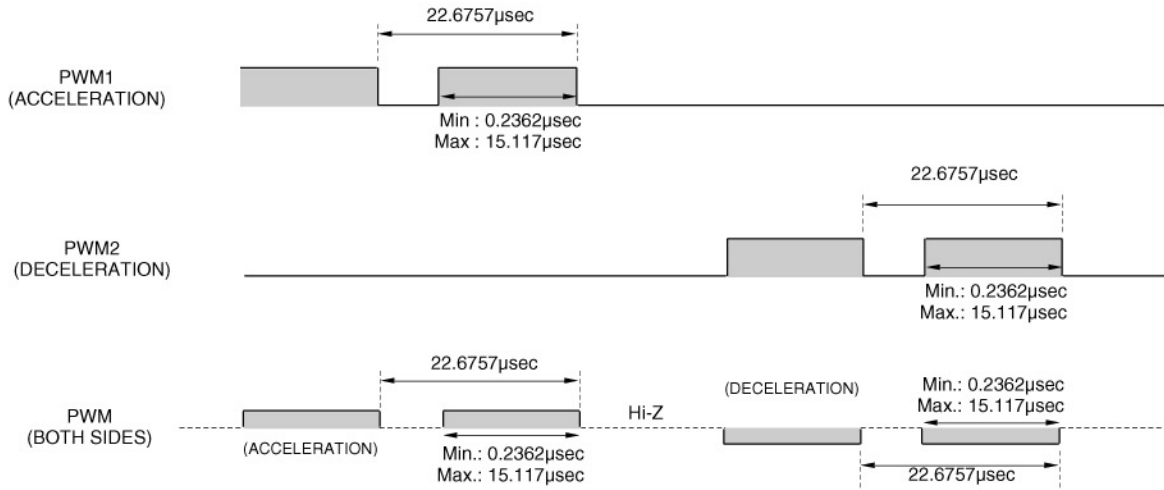 22.6757µsec
PWM1
(ACCELERATION)
Min : 0.2362µsec
Max : 15.117µsec
22.6757µsec
PWM2
(DECELERATION)
Min.: 0.2362µsec
Max.: 15.117µsec
22.6757µsec
(DECELERATION)
Min.: 0.2362µsec
Max.: 15.117µsec
PWM
(BOTH SIDES)
Hi-Z
(ACCELERATION)
Min.: 0.2362µsec
Max.: 15.117µsec
22.6757µsec